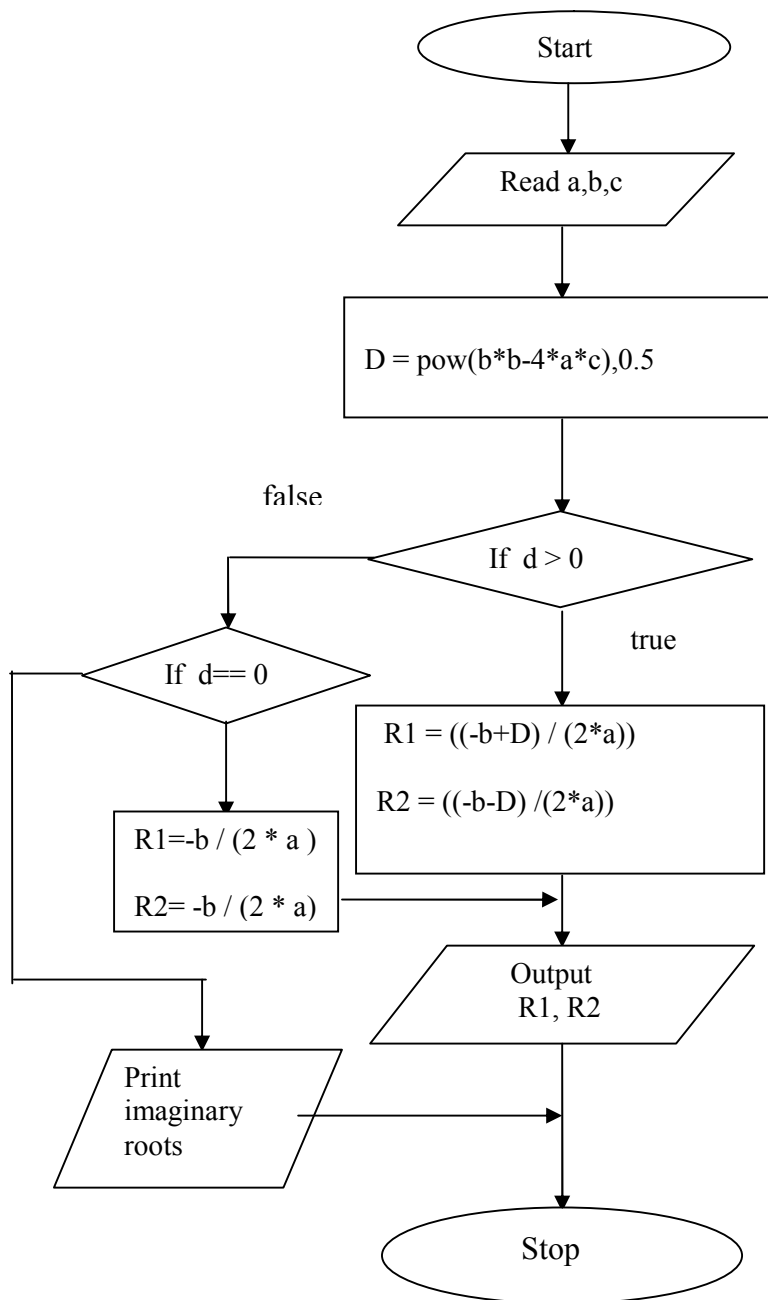 Start
Read a,b,c
D = pow(b*b-4*a*c),0.5
false
If d > 0
true
If d== 0
R1 = ((-b+D) / (2*a))
R2 = ((-b-D) /(2*a))
R1=-b / (2 * a )
R2= -b / (2 * a)
Output
R1, R2
Print
imaginary
roots
Stop